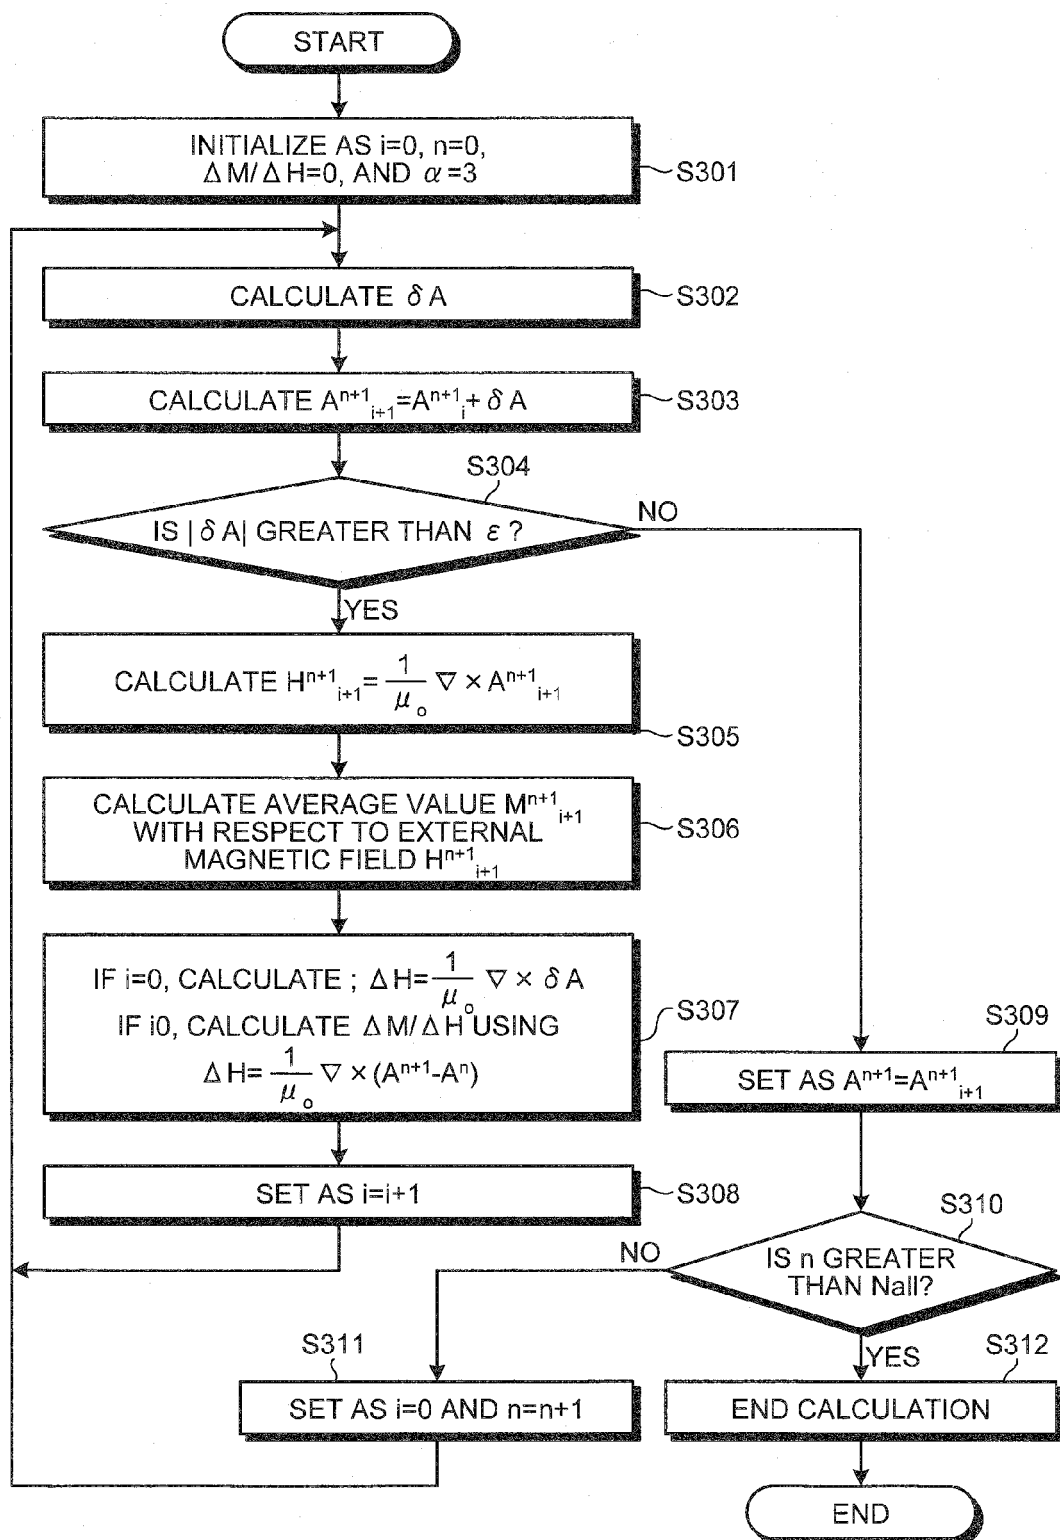 START
INITIALIZE AS i=0, n=0,
ΔM/ΔH=0, AND α=3
S301
CALCULATE δA
S302
CALCULATE A^{n+1}_{i+1}=A^{n+1}_i+δA
S303
S304
IS |δA| GREATER THAN ε?
NO
YES
CALCULATE H^{n+1}_{i+1}=\frac{1}{μ_o}∇×A^{n+1}_{i+1}
S305
CALCULATE AVERAGE VALUE M^{n+1}_{i+1}
WITH RESPECT TO EXTERNAL
MAGNETIC FIELD H^{n+1}_{i+1}
S306
IF i=0, CALCULATE ; ΔH=\frac{1}{μ_o}∇×δA
IF i0, CALCULATE ΔM/ΔH USING
ΔH=\frac{1}{μ_o}∇×(A^{n+1}-A^n)
S307
SET AS i=i+1
S308
S309
SET AS A^{n+1}=A^{n+1}_{i+1}
S310
IS n GREATER
THAN Nall?
NO
YES
S311
SET AS i=0 AND n=n+1
S312
END CALCULATION
END